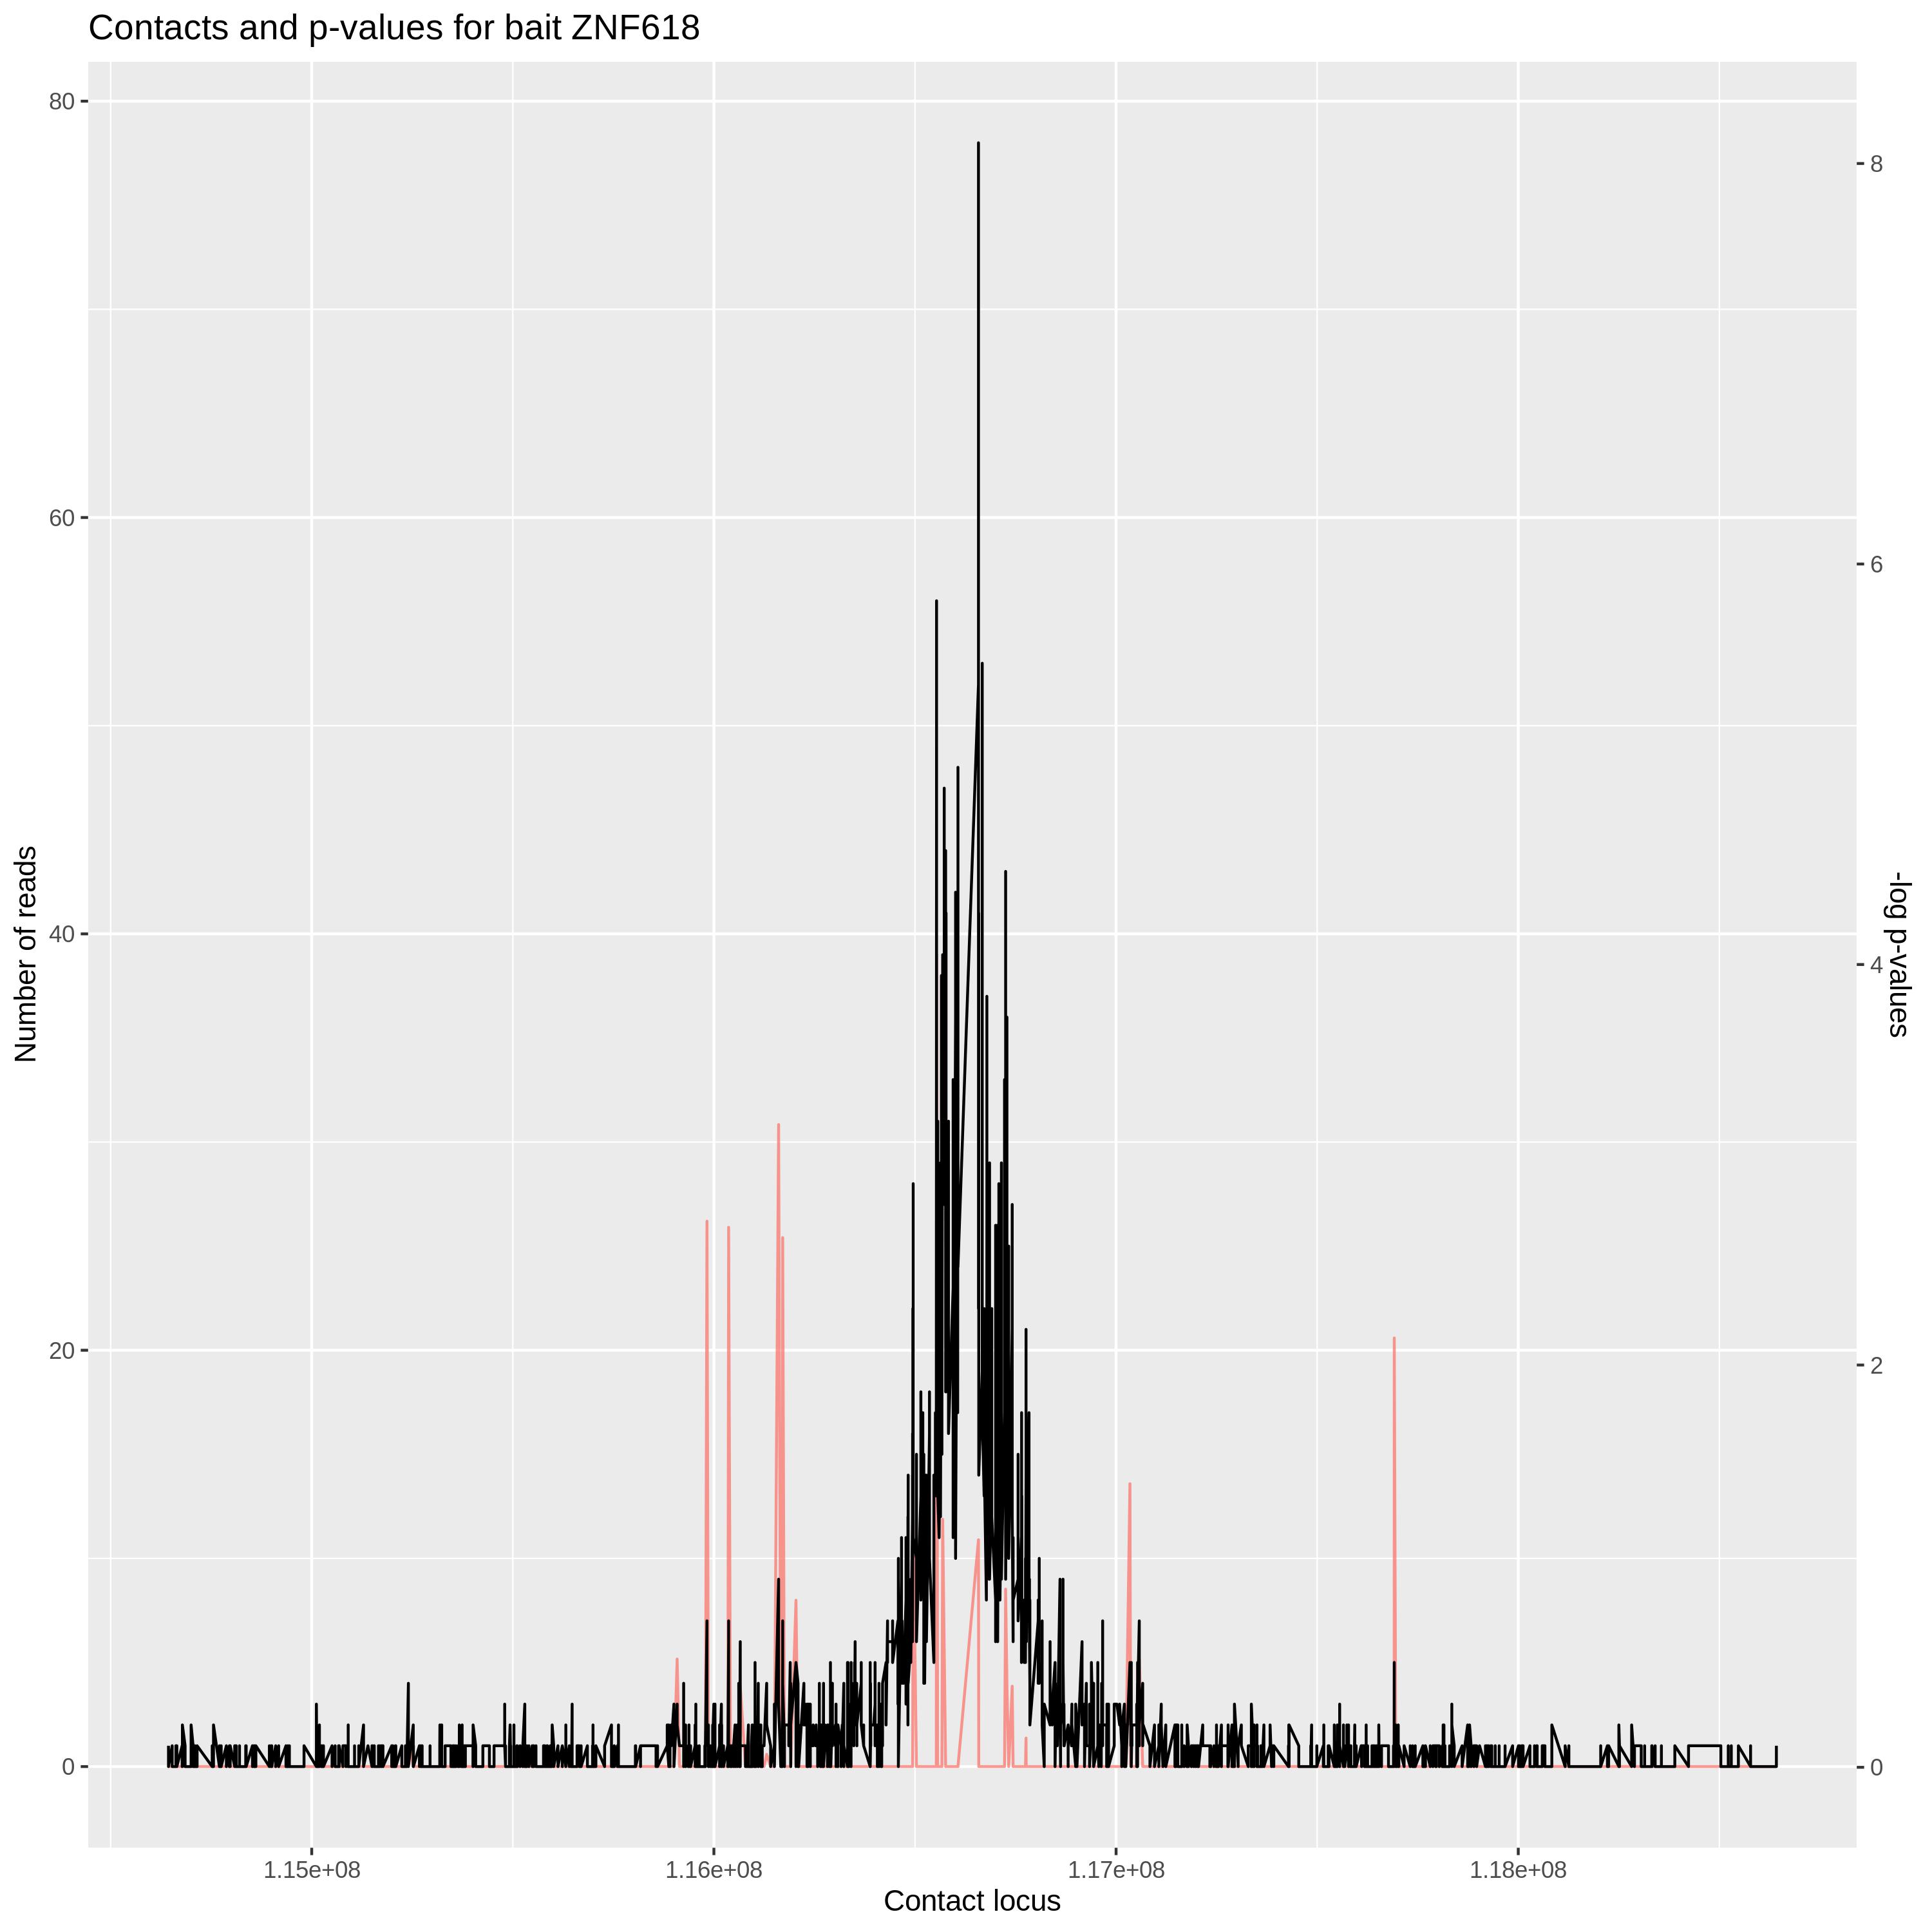 Contacts and p-values for bait ZNF618
80
60
40
20
0
Number of reads
8
6
4
2
0
-log p-values
1.15e+08
1.16e+08
1.17e+08
1.18e+08
Contact locus